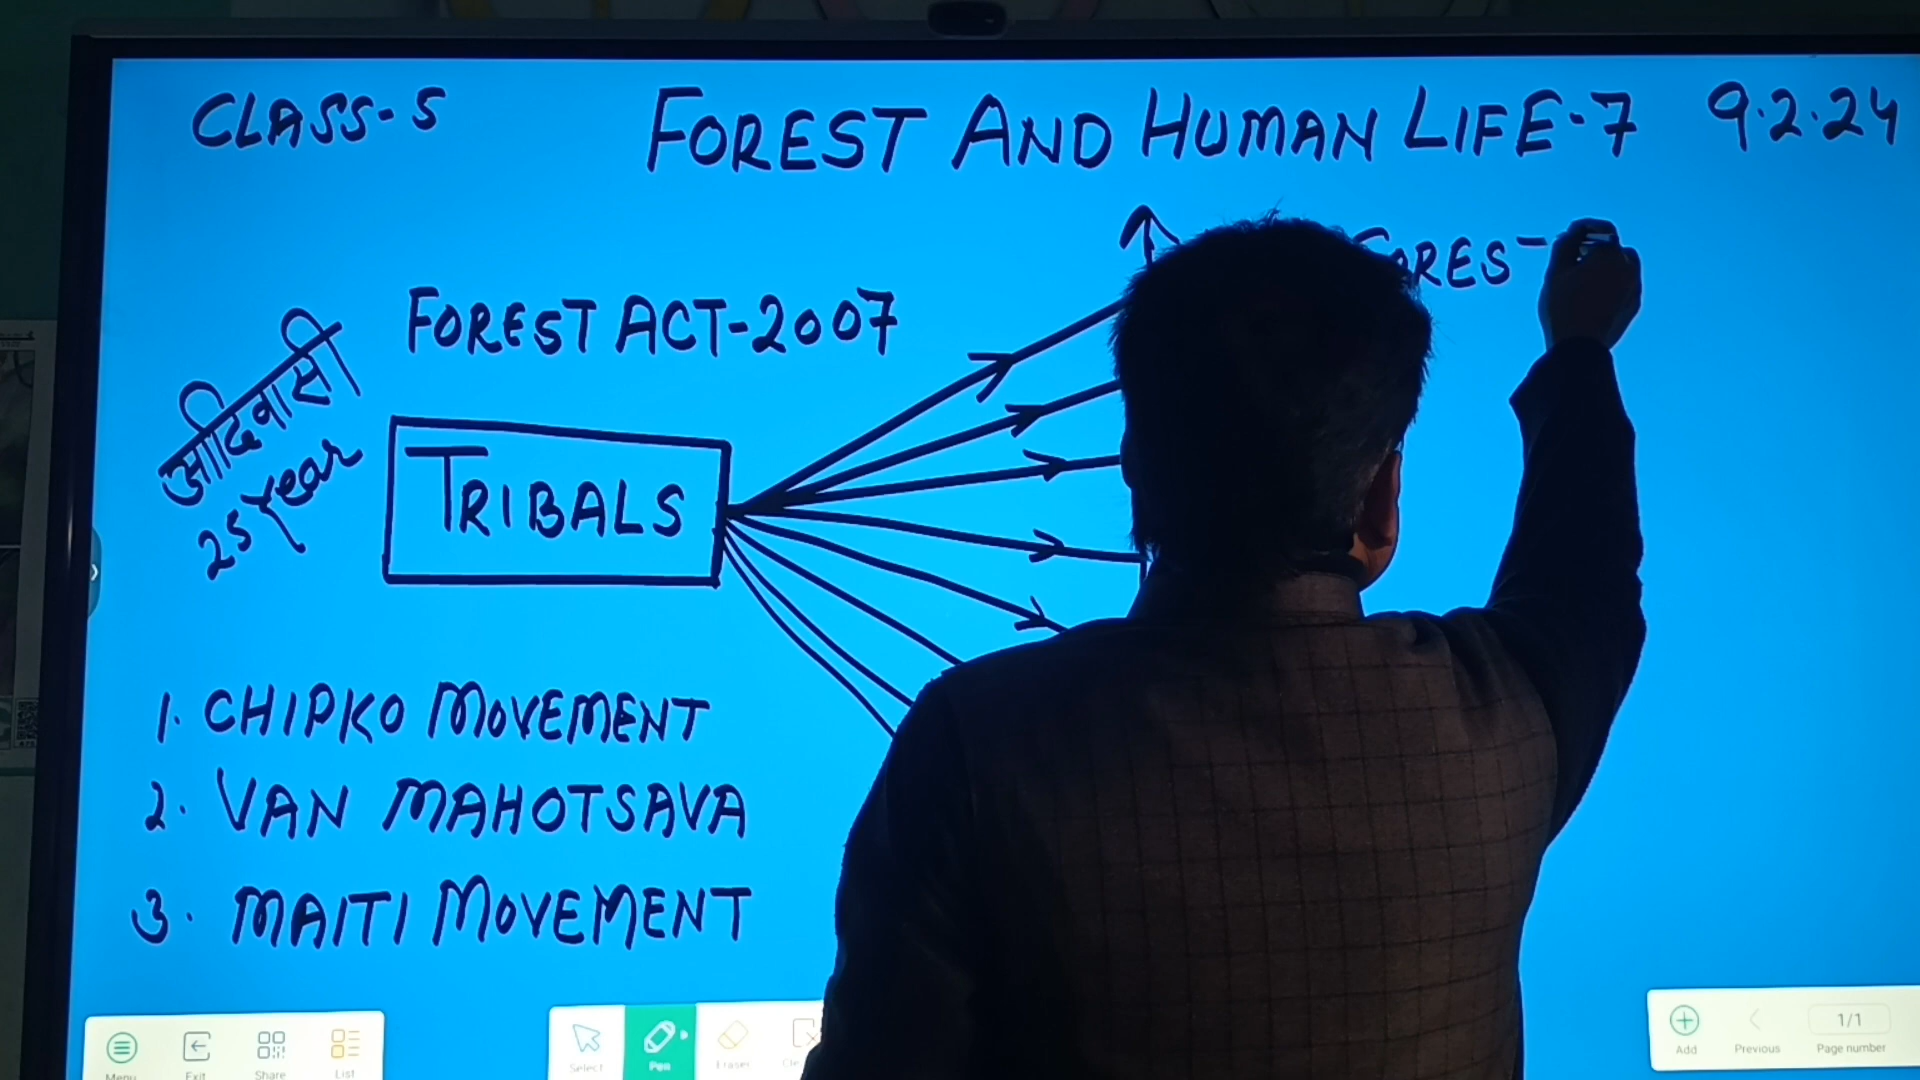 CLASS-5
FOREST AND HUMAN LIFE-7
9.2.24
FOREST ACT-2007
आदिवासी
25 year
TRIBALS
1. CHIPKO MOVEMENT
2. VAN MAHOTSAVA
3. MAITI MOVEMENT
Menu
Exit
Share
List
Select
Pen
Eraser
Add
Previous
1/1
Page number